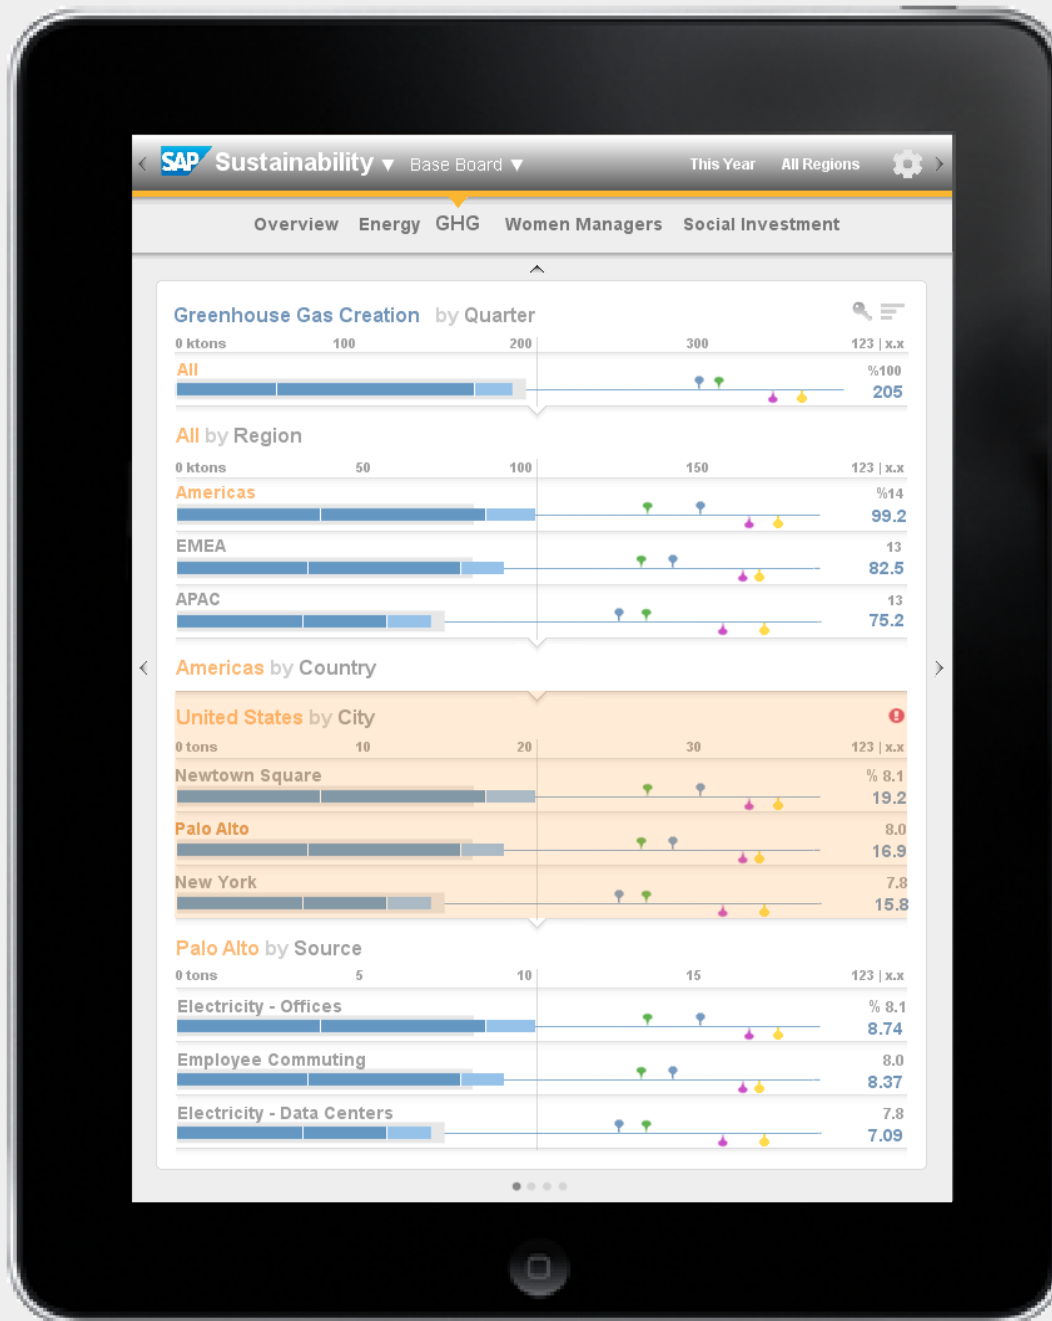 SAP Sustainability ▼ Base Board ▼ This Year All Regions
Overview Energy GHG Women Managers Social Investment
Greenhouse Gas Creation by Quarter
0 ktons 100 200 300 123 | x.x
All %100
205
All by Region
0 ktons 50 100 150 123 | x.x
Americas %14
99.2
EMEA 13
82.5
APAC 13
75.2
Americas by Country
United States by City
0 tons 10 20 30 123 | x.x
Newtown Square % 8.1
19.2
Palo Alto 8.0
16.9
New York 7.8
15.8
Palo Alto by Source
0 tons 5 10 15 123 | x.x
Electricity - Offices % 8.1
8.74
Employee Commuting 8.0
8.37
Electricity - Data Centers 7.8
7.09